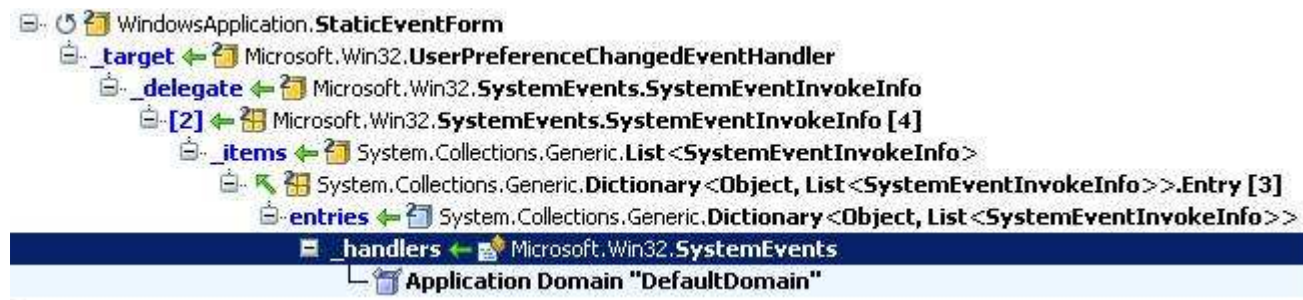 WindowsApplication.StaticEventForm
_target Microsoft.Win32.UserPreferenceChangedEventHandler
_delegate Microsoft.Win32.SystemEvents.SystemEventInvokeInfo
[2] Microsoft.Win32.SystemEvents.SystemEventInvokeInfo [4]
_items System.Collections.Generic.List<SystemEventInvokeInfo>
System.Collections.Generic.Dictionary<Object, List<SystemEventInvokeInfo>>.Entry [3]
entries System.Collections.Generic.Dictionary<Object, List<SystemEventInvokeInfo>>
_handlers Microsoft.Win32.SystemEvents
Application Domain "DefaultDomain"